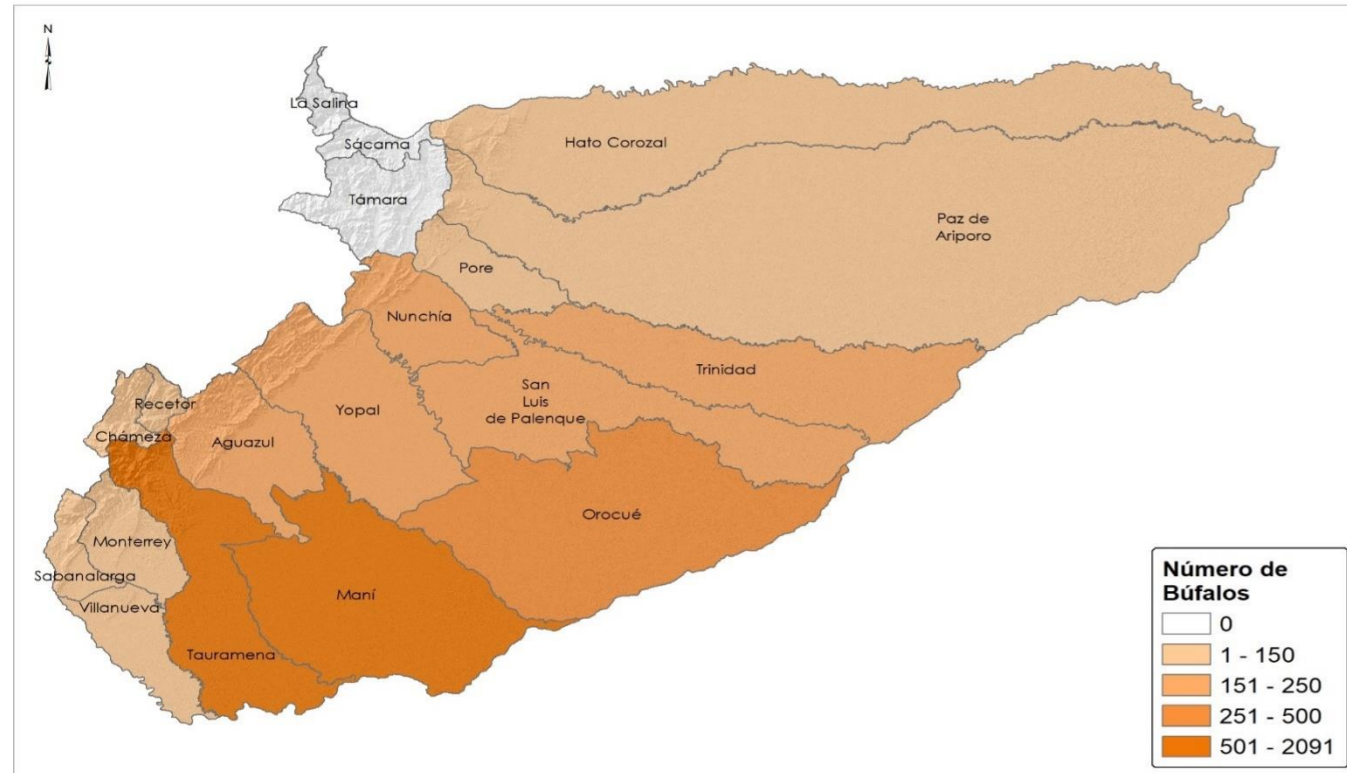 N
La Salina
Sácama
Támara
Hato Corozal
Paz de
Ariporo
Pore
Nunchía
Trinidad
San
Luis
de Palenque
Yopal
Recetor
Chámeza
Aguazul
Orocué
Monterrey
Sabanalarga
Villanueva
Maní
Tauramena
Número de
Búfalos
0
1 - 150
151 - 250
251 - 500
501 - 2091